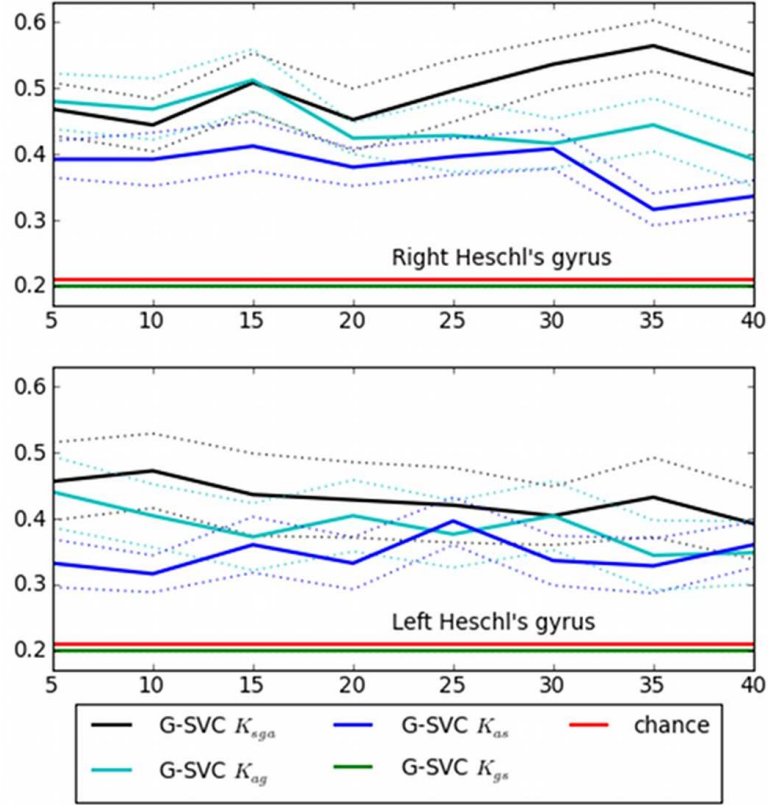 0.6
0.5
0.4
0.3
0.2
Right Heschl's gyrus
5 10 15 20 25 30 35 40
0.6
0.5
0.4
0.3
0.2
Left Heschl's gyrus
5 10 15 20 25 30 35 40
G-SVC K_sga G-SVC K_as chance
G-SVC K_ag G-SVC K_gs